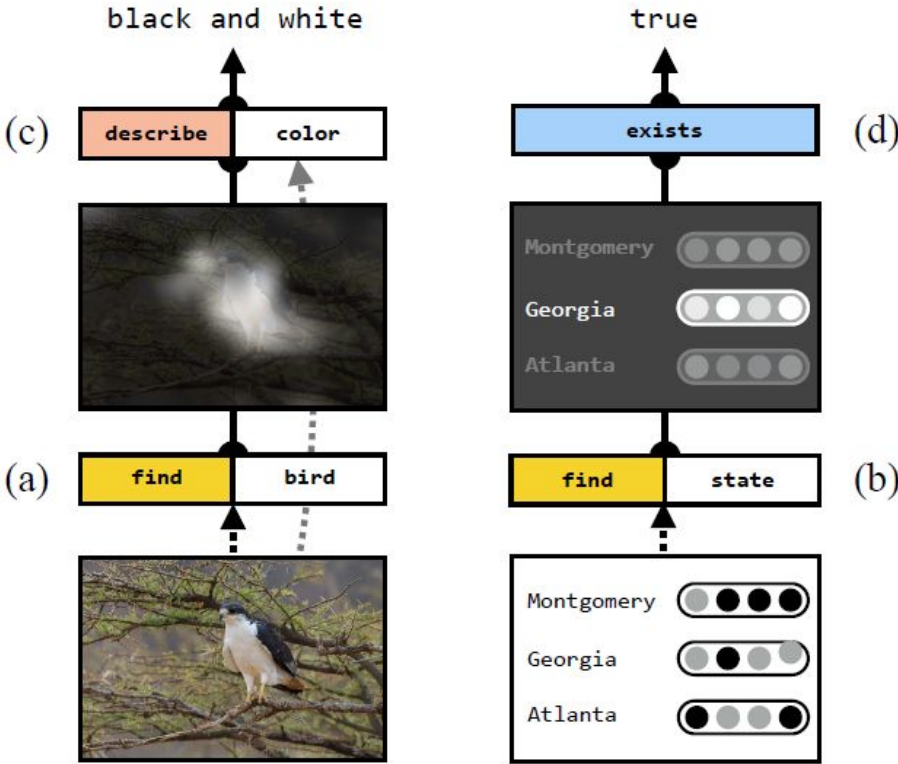 black and white
true
(c)
describe
color
exists
(d)
Montgomery
Georgia
Atlanta
(a)
find
bird
find
state
(b)
Montgomery
Georgia
Atlanta